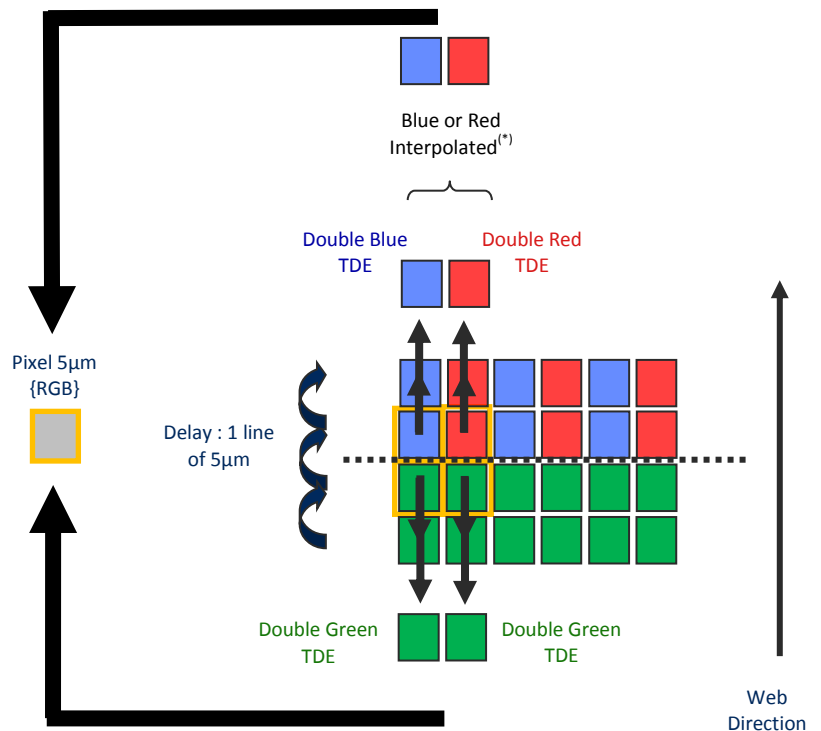 Blue or Red
Interpolated(*)
Double Blue
TDE
Double Red
TDE
Pixel 5µm
{RGB}
Delay : 1 line
of 5µm
Double Green
TDE
Double Green
TDE
Web
Direction